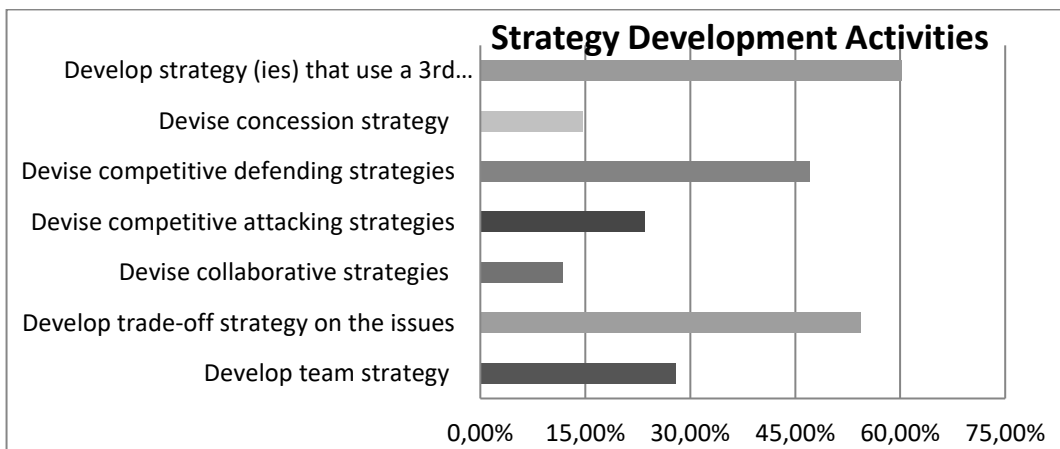 Strategy Development Activities
Develop strategy (ies) that use a 3rd…
Devise concession strategy
Devise competitive defending strategies
Devise competitive attacking strategies
Devise collaborative strategies
Develop trade-off strategy on the issues
Develop team strategy
0,00% 15,00% 30,00% 45,00% 60,00% 75,00%